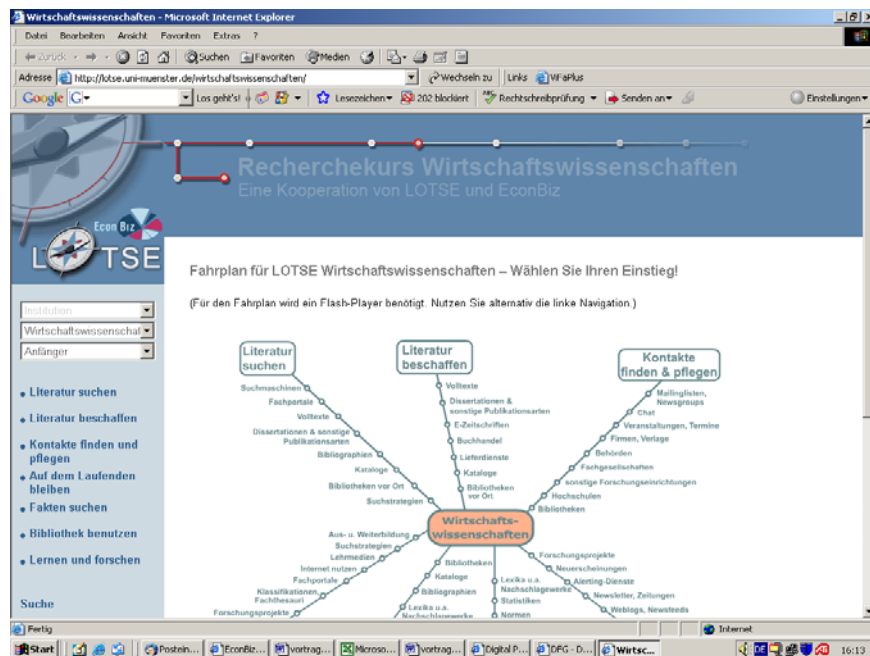 Wirtschaftswissenschaften - Microsoft Internet Explorer
Datei Bearbeiten Ansicht Favoriten Extras ?
Zurück Suchen Favoriten Medien
Adresse http://lotse.uni-muenster.de/wirtschaftswissenschaften/ Wechseln zu Links VFaPlus
Google G Los geht's! Lesezeichen 202 blockiert Rechtschreibprüfung Senden an Einstellungen
Recherchekurs Wirtschaftswissenschaften
Eine Kooperation von LOTSE und EconBiz
Econ Biz
LOTSE
Fahrplan für LOTSE Wirtschaftswissenschaften – Wählen Sie Ihren Einstieg!
(Für den Fahrplan wird ein Flash-Player benötigt. Nutzen Sie alternativ die linke Navigation.)
Institution
Wirtschaftswissenschaf
Anfänger
Literatur suchen
Literatur beschaffen
Kontakte finden und
pflegen
Auf dem Laufenden
bleiben
Fakten suchen
Bibliothek benutzen
Lernen und forschen
Suche
Literatur
suchen
Suchmaschinen
Fachportale
Volltexte
Dissertationen & sonstige
Publikationsarten
Bibliographien
Kataloge
Bibliotheken vor Ort
Suchstrategien
Literatur
beschaffen
Volltexte
Dissertationen &
sonstige Publikationsarten
E-Zeitschriften
Buchhandel
Lieferdienste
Kataloge
Bibliotheken
vor Ort
Kontakte
finden & pflegen
Mailinglisten,
Newsgroups
Chat
Veranstaltungen, Termine
Firmen, Verlage
Behörden
Fachgesellschaften
sonstige Forschungseinrichtungen
Hochschulen
Bibliotheken
Wirtschafts-
wissenschaften
Aus- u. Weiterbildung
Suchstrategien
Lehrmedien
Internet nutzen
Fachportale
Klassifikationen,
Fachthesauri
Forschungsprojekte
Bibliotheken
Kataloge
Bibliographien
Lexika u.a.
Nachschlagewerke
Lexika u.a.
Nachschlagewerke
Statistiken
Normen
Forschungsprojekte
Neuerscheinungen
Alerting-Dienste
Newsletter, Zeitungen
Weblogs, Newsfeeds
Fertig Internet
Start Postein... EconBiz... vortrag... Microso... vortrag... Digital P... DFG - D... Wirtsc... DE 16:13